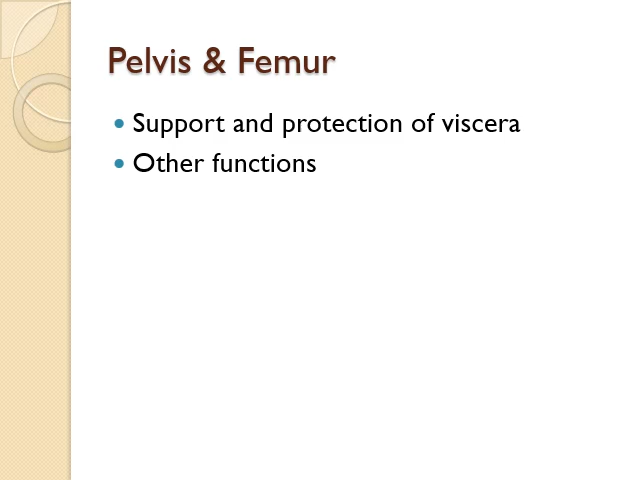 Pelvis & Femur
• Support and protection of viscera
• Other functions